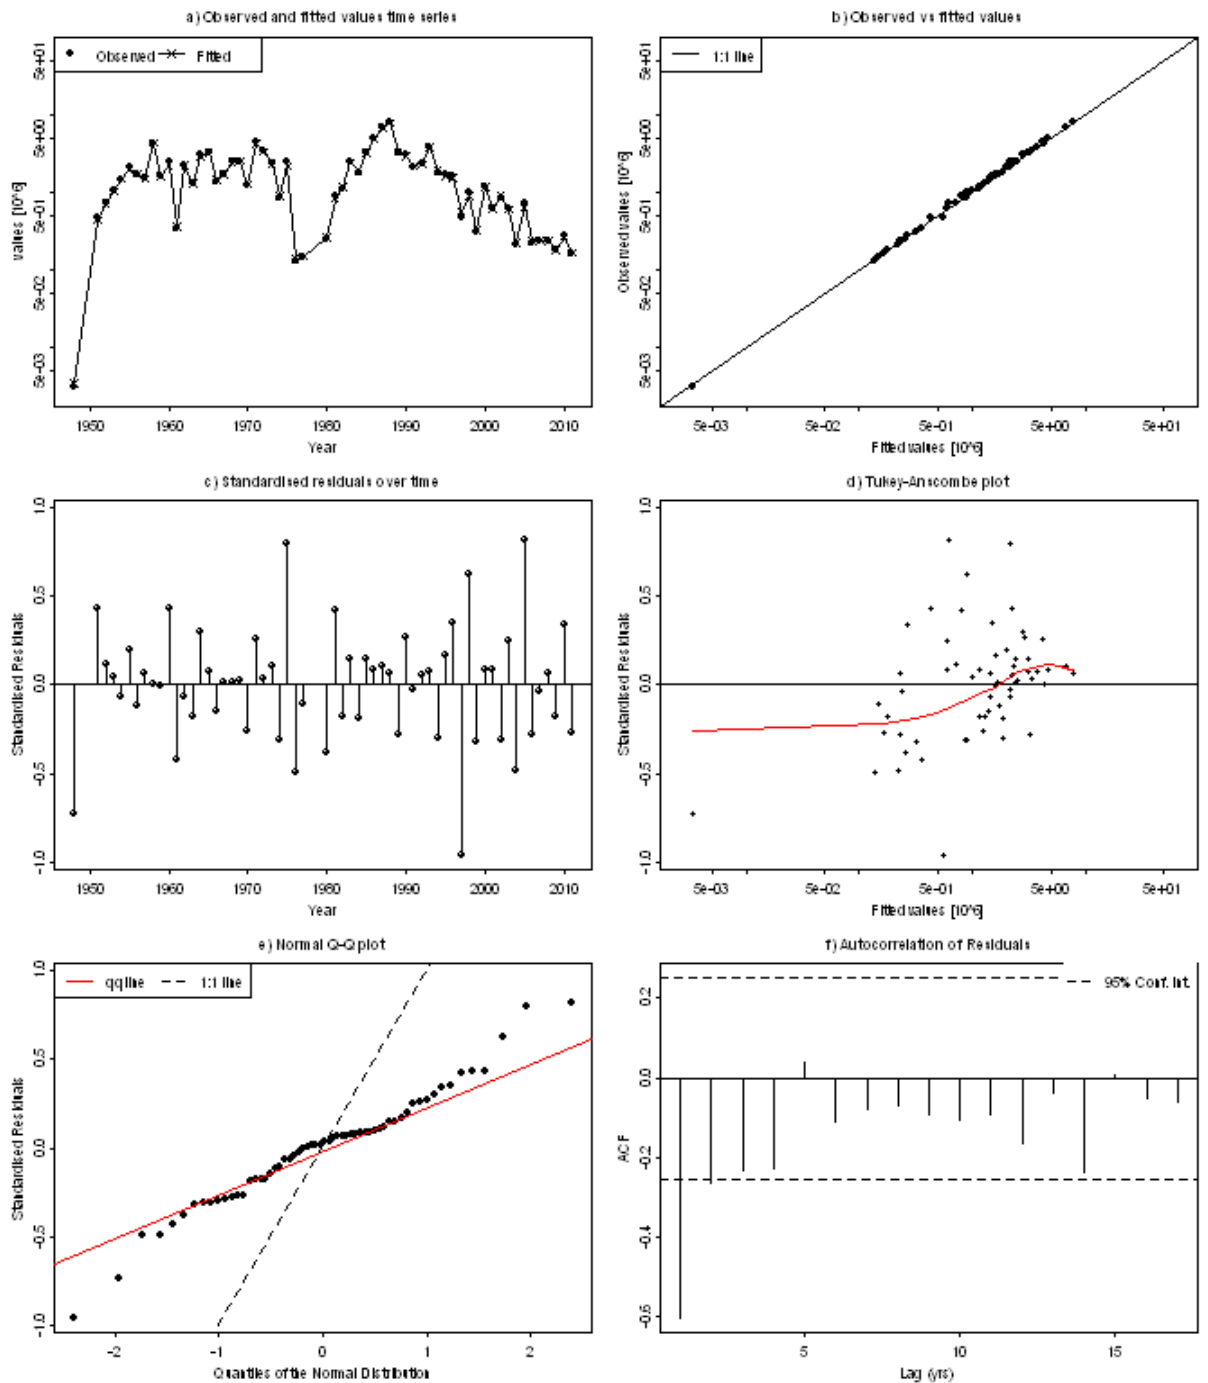 a) Observed and fitted values time series
Observed Fitted
values [10^6]
5e-03 5e-02 5e-01 5e+00 5e+01
1950 1960 1970 1980 1990 2000 2010
Year
b) Observed vs fitted values
1:1 line
Observed values [10^6]
5e-03 5e-02 5e-01 5e+00 5e+01
5e-03 5e-02 5e-01 5e+00 5e+01
Fitted values [10^6]
c) Standardised residuals over time
Standardised Residuals
-1.0 -0.5 0.0 0.5 1.0
1950 1960 1970 1980 1990 2000 2010
Year
d) Tukey-Anscombe plot
Standardised Residuals
-1.0 -0.5 0.0 0.5 1.0
5e-03 5e-02 5e-01 5e+00 5e+01
Fitted values [10^6]
e) Normal Q-Q plot
qq line 1:1 line
Standardised Residuals
-1.0 -0.5 0.0 0.5 1.0
-2 -1 0 1 2
Quantiles of the Normal Distribution
f) Autocorrelation of Residuals
95% Conf. Int.
ACF
-0.6 -0.4 -0.2 0.0 0.2
5 10 15
Lag (yrs)